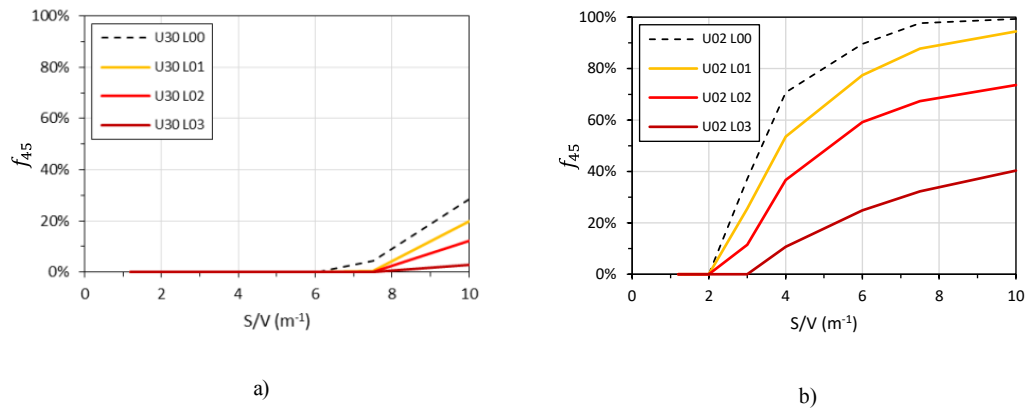 100%
80%
60%
40%
20%
0%
f45
U30 L00
U30 L01
U30 L02
U30 L03
0 2 4 6 8 10
S/V (m-1)
a)
100%
80%
60%
40%
20%
0%
f45
U02 L00
U02 L01
U02 L02
U02 L03
0 2 4 6 8 10
S/V (m-1)
b)